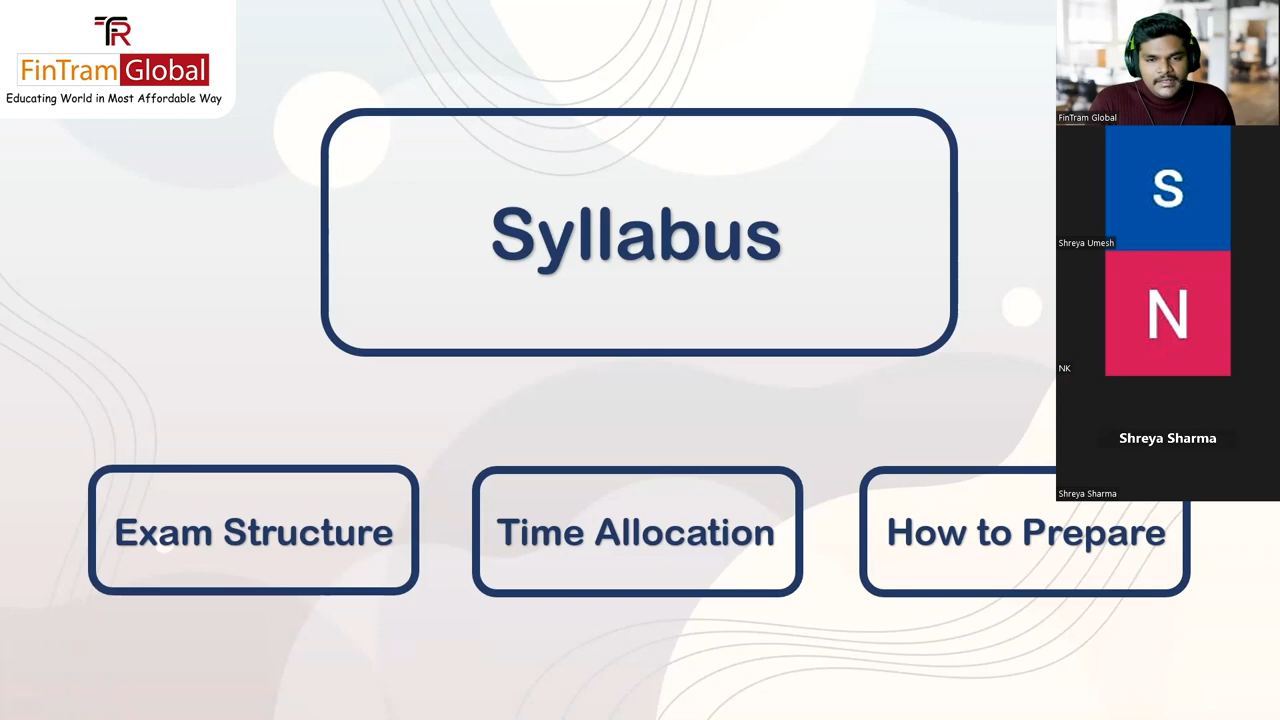 TR
FinTram Global
Educating World in Most Affordable Way
Syllabus
Exam Structure
Time Allocation
How to Prepare
FinTram Global
S
Shreya Umesh
N
NK
Shreya Sharma
Shreya Sharma